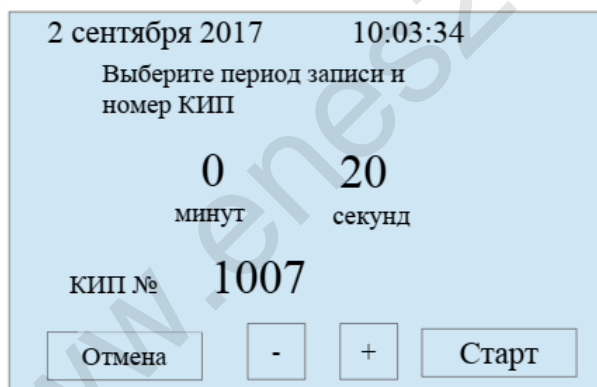 2 сентября 2017 10:03:34
Выберите период записи и
номер КИП
0 20
минут секунд
КИП № 1007
Отмена - + Старт